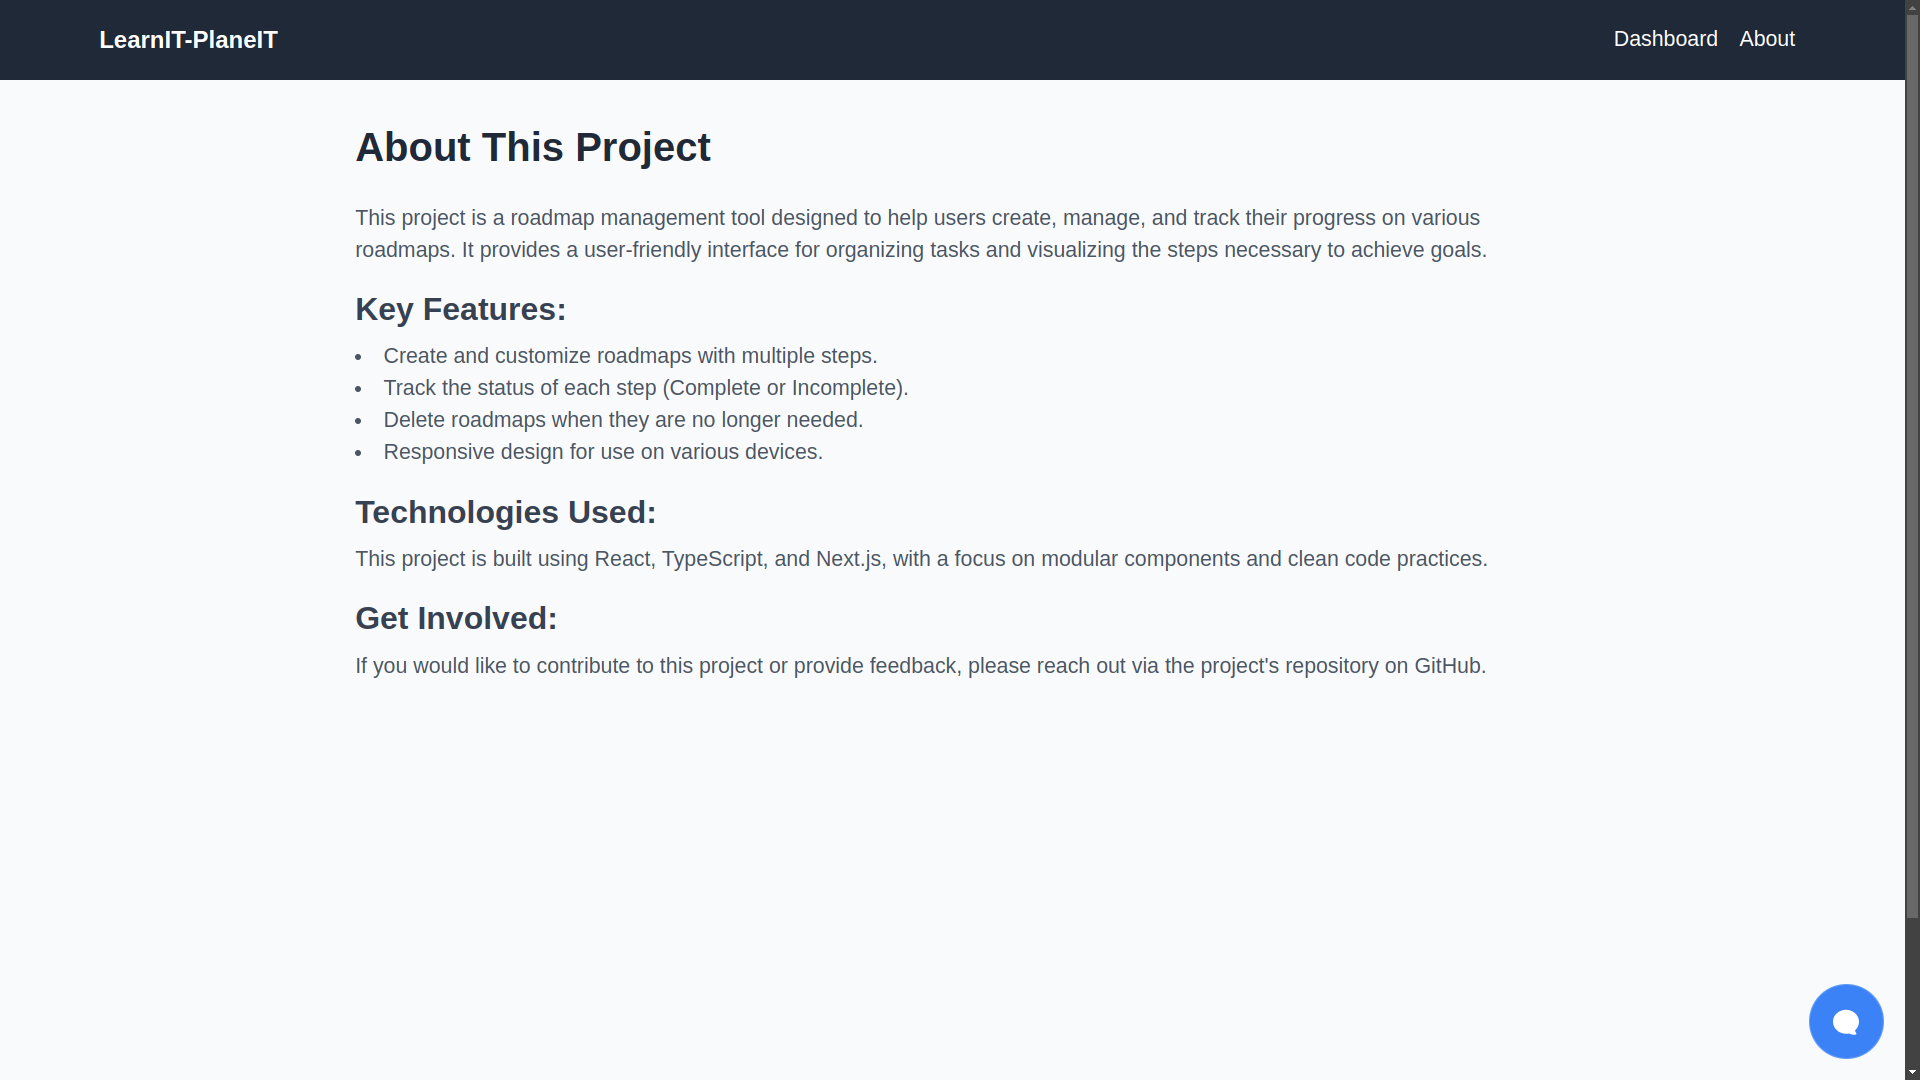 LearnIT-PlaneIT
Dashboard
About
About This Project
This project is a roadmap management tool designed to help users create, manage, and track their progress on various
roadmaps. It provides a user-friendly interface for organizing tasks and visualizing the steps necessary to achieve goals.
Key Features:
Create and customize roadmaps with multiple steps.
Track the status of each step (Complete or Incomplete).
Delete roadmaps when they are no longer needed.
Responsive design for use on various devices.
Technologies Used:
This project is built using React, TypeScript, and Next.js, with a focus on modular components and clean code practices.
Get Involved:
If you would like to contribute to this project or provide feedback, please reach out via the project's repository on GitHub.